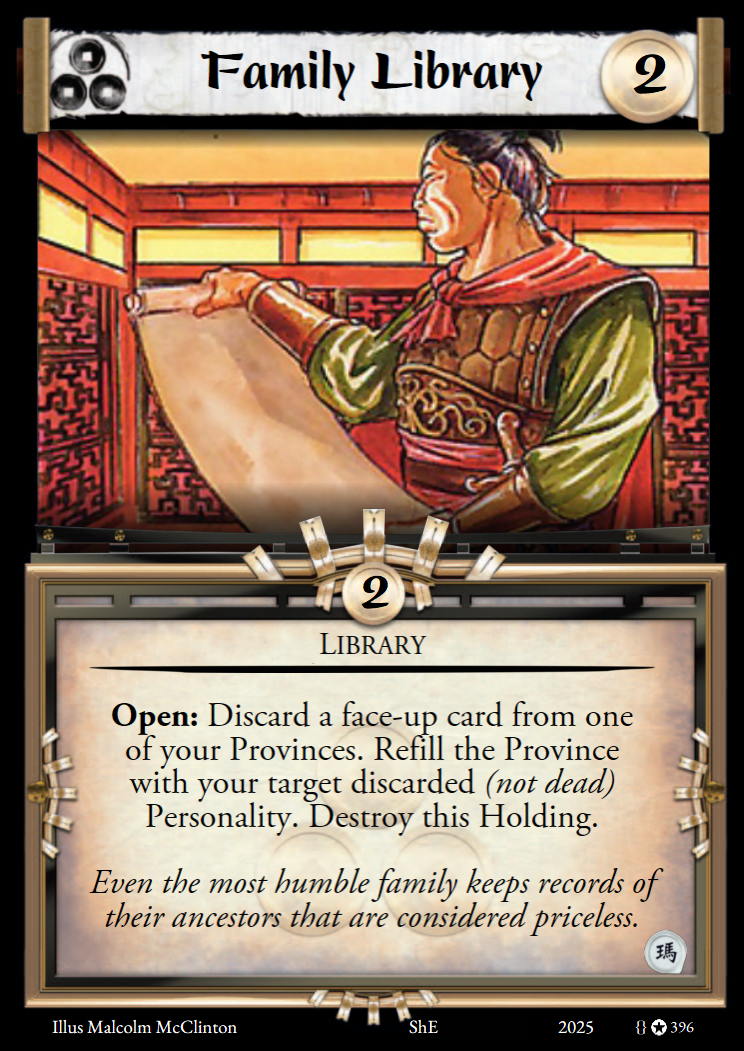 Family Library
2
2
Library
Open: Discard a face-up card from one
of your Provinces. Refill the Province
with your target discarded (not dead)
Personality. Destroy this Holding.
Even the most humble family keeps records of
their ancestors that are considered priceless.
瑪
Illus Malcolm McClinton ShE 2025 {} ✪ 396